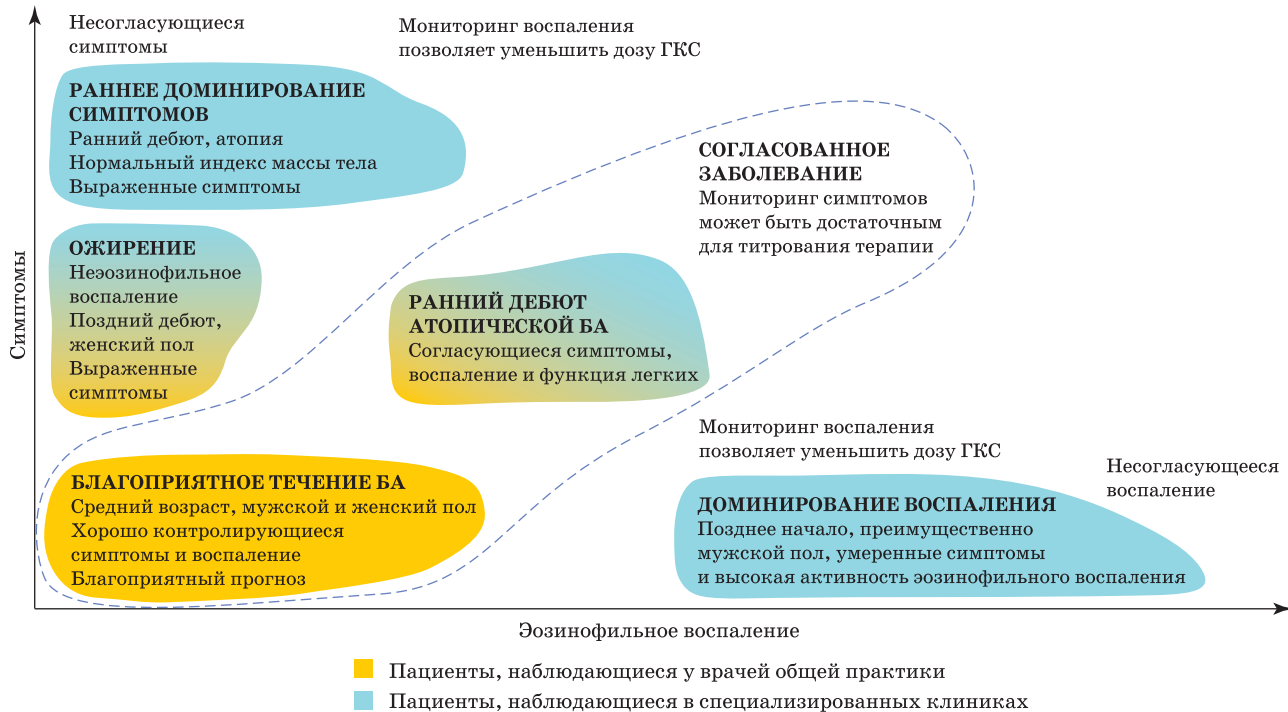 Несогласующиеся
симптомы
Мониторинг воспаления
позволяет уменьшить дозу ГКС
РАННЕЕ ДОМИНИРОВАНИЕ
СИМПТОМОВ
Ранний дебют, атопия
Нормальный индекс массы тела
Выраженные симптомы
СОГЛАСОВАННОЕ
ЗАБОЛЕВАНИЕ
Мониторинг симптомов
может быть достаточным
для титрования терапии
ОЖИРЕНИЕ
Неэозинофильное
воспаление
Поздний дебют,
женский пол
Выраженные
симптомы
РАННИЙ ДЕБЮТ
АТОПИЧЕСКОЙ БА
Согласующиеся симптомы,
воспаление и функция легких
Симптомы
БЛАГОПРИЯТНОЕ ТЕЧЕНИЕ БА
Средний возраст, мужской и женский пол
Хорошо контролирующиеся
симптомы и воспаление
Благоприятный прогноз
Мониторинг воспаления
позволяет уменьшить дозу ГКС
Несогласующееся
воспаление
ДОМИНИРОВАНИЕ ВОСПАЛЕНИЯ
Позднее начало, преимущественно
мужской пол, умеренные симптомы
и высокая активность эозинофильного воспаления
Эозинофильное воспаление
Пациенты, наблюдающиеся у врачей общей практики
Пациенты, наблюдающиеся в специализированных клиниках